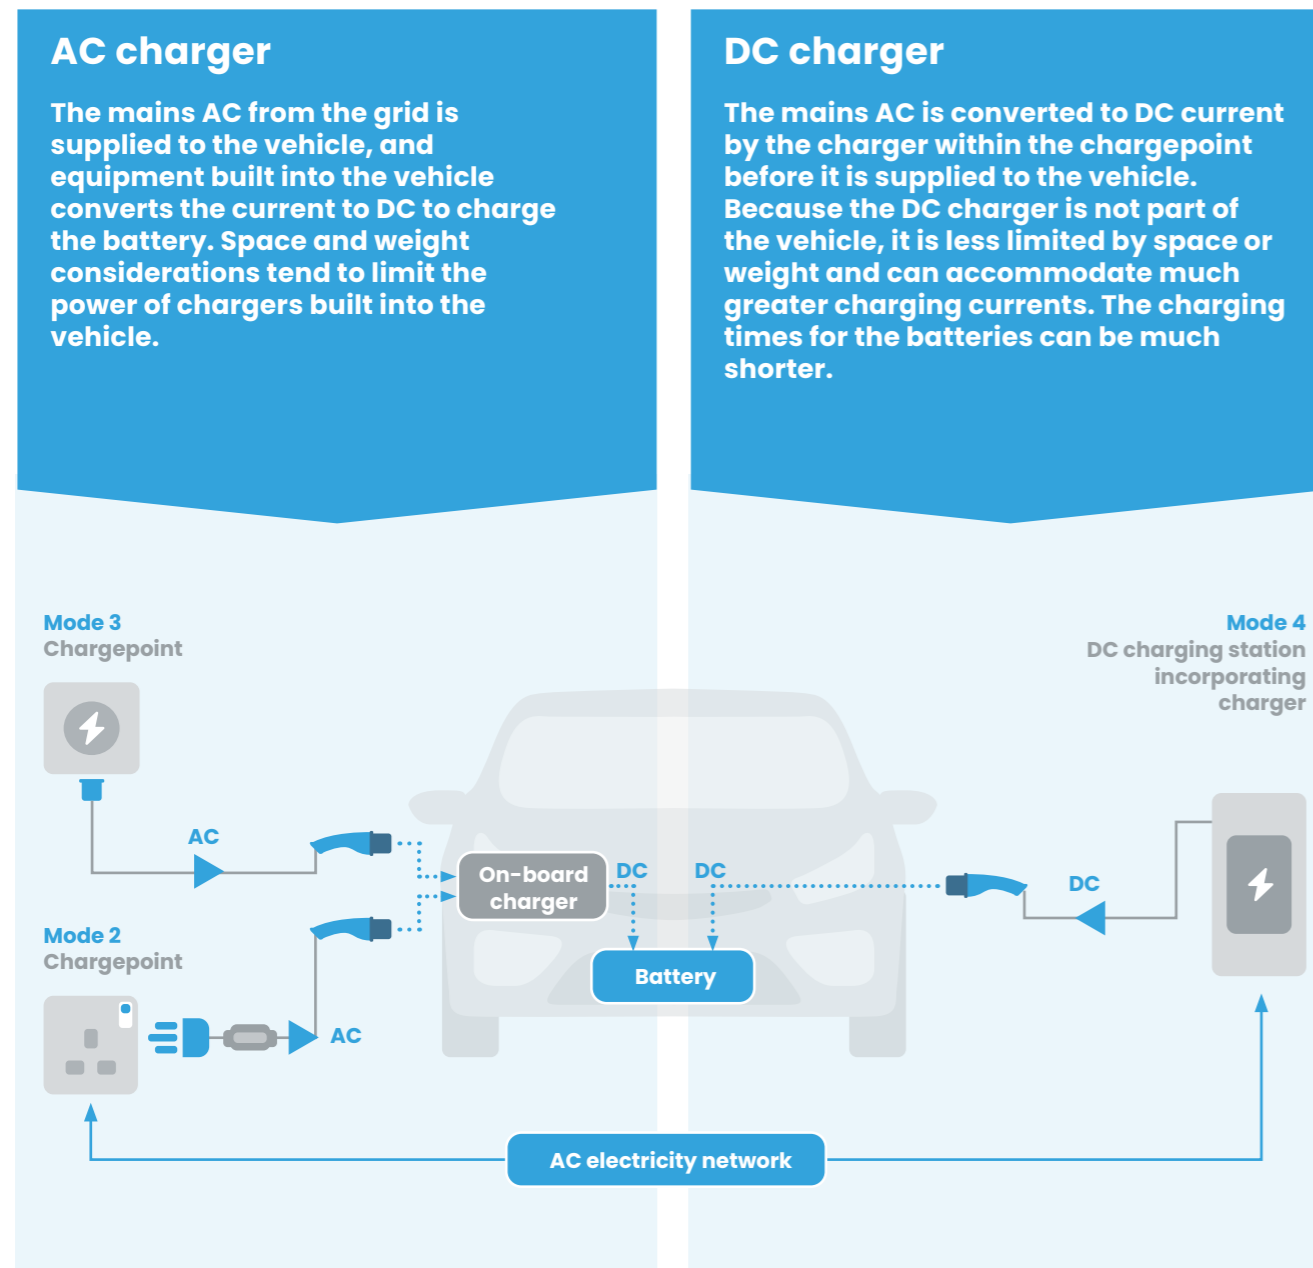 AC charger
The mains AC from the grid is
supplied to the vehicle, and
equipment built into the vehicle
converts the current to DC to charge
the battery. Space and weight
considerations tend to limit the
power of chargers built into the
vehicle.
DC charger
The mains AC is converted to DC current
by the charger within the chargepoint
before it is supplied to the vehicle.
Because the DC charger is not part of
the vehicle, it is less limited by space or
weight and can accommodate much
greater charging currents. The charging
times for the batteries can be much
shorter.
Mode 3
Chargepoint
AC
Mode 2
Chargepoint
AC
On-board
charger
DC
DC
Battery
Mode 4
DC charging station
incorporating
charger
DC
AC electricity network